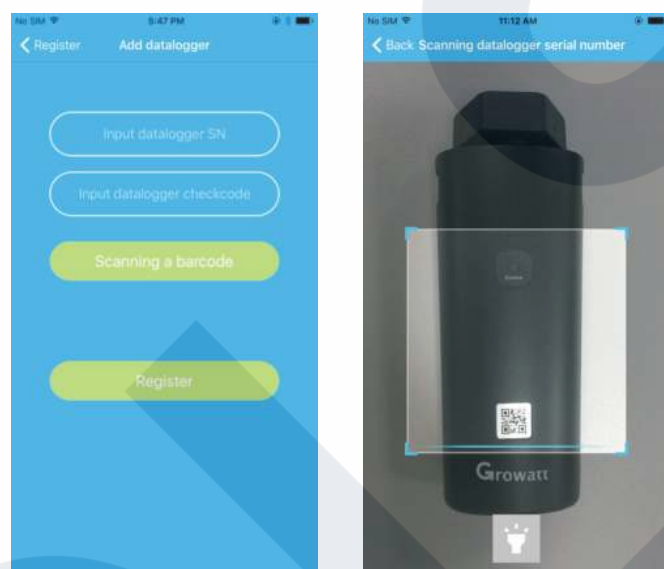 No SIM 5:47 PM
Register Add datalogger
Input datalogger SN
Input datalogger checkcode
Scanning a barcode
Register
No SIM 11:12 AM
Back Scanning datalogger serial number
Growatt